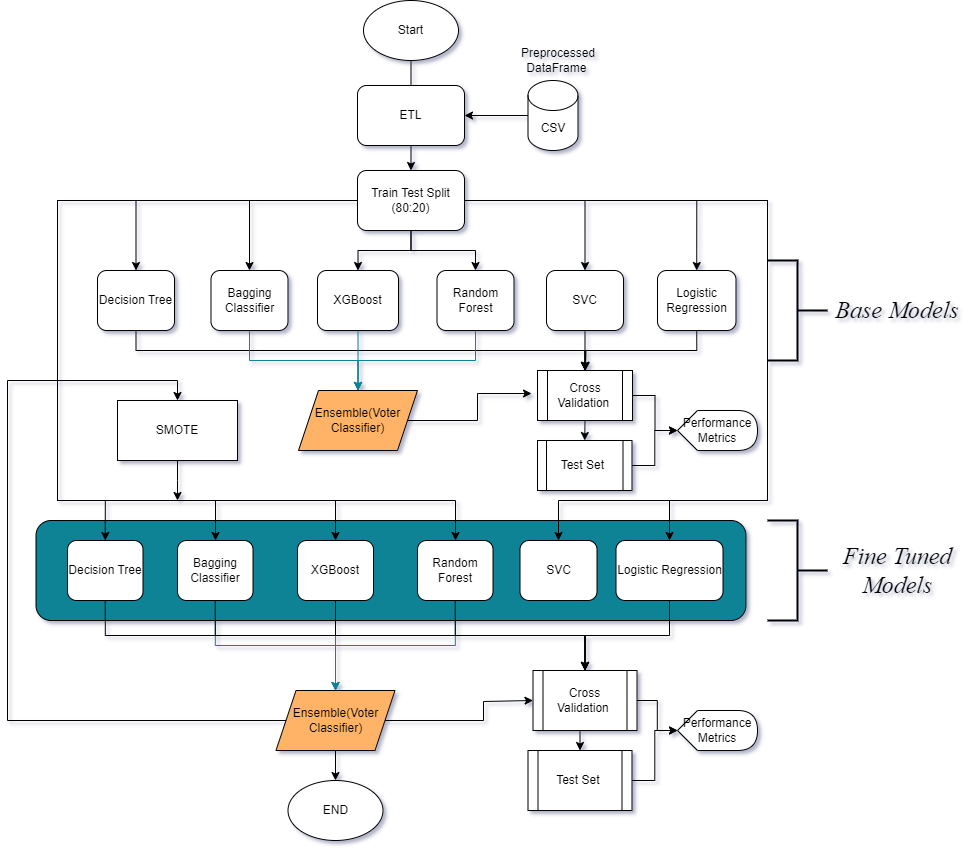 Start
Preprocessed
DataFrame
ETL
CSV
Train Test Split
(80:20)
Decision Tree
Bagging
Classifier
XGBoost
Random
Forest
SVC
Logistic
Regression
Base Models
Ensemble(Voter
Classifier)
Cross
Validation
SMOTE
Performance
Metrics
Test Set
Decision Tree
Bagging
Classifier
XGBoost
Random
Forest
SVC
Logistic Regression
Fine Tuned
Models
Ensemble(Voter
Classifier)
Cross
Validation
Performance
Metrics
Test Set
END